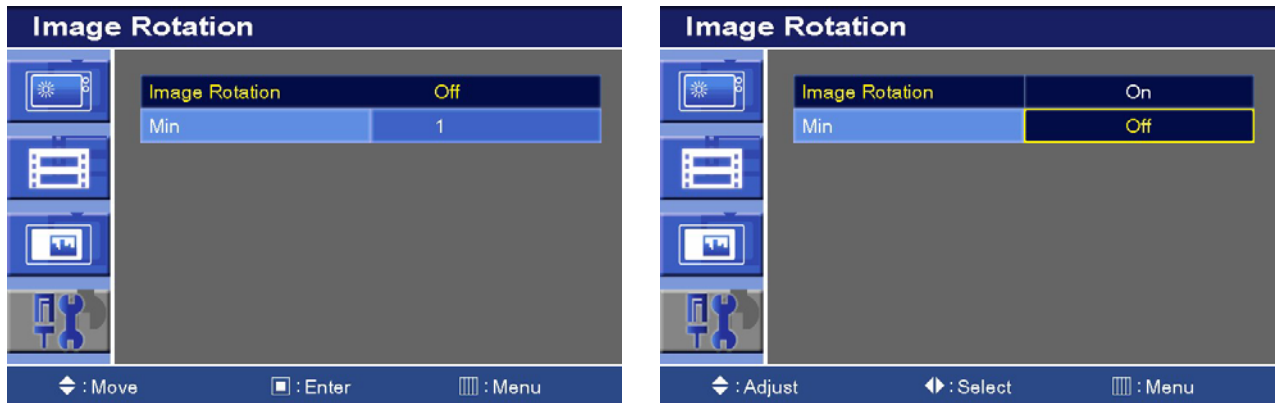 Image Rotation
Image Rotation Off
Min 1
: Move : Enter : Menu
Image Rotation
Image Rotation On
Min Off
: Adjust : Select : Menu